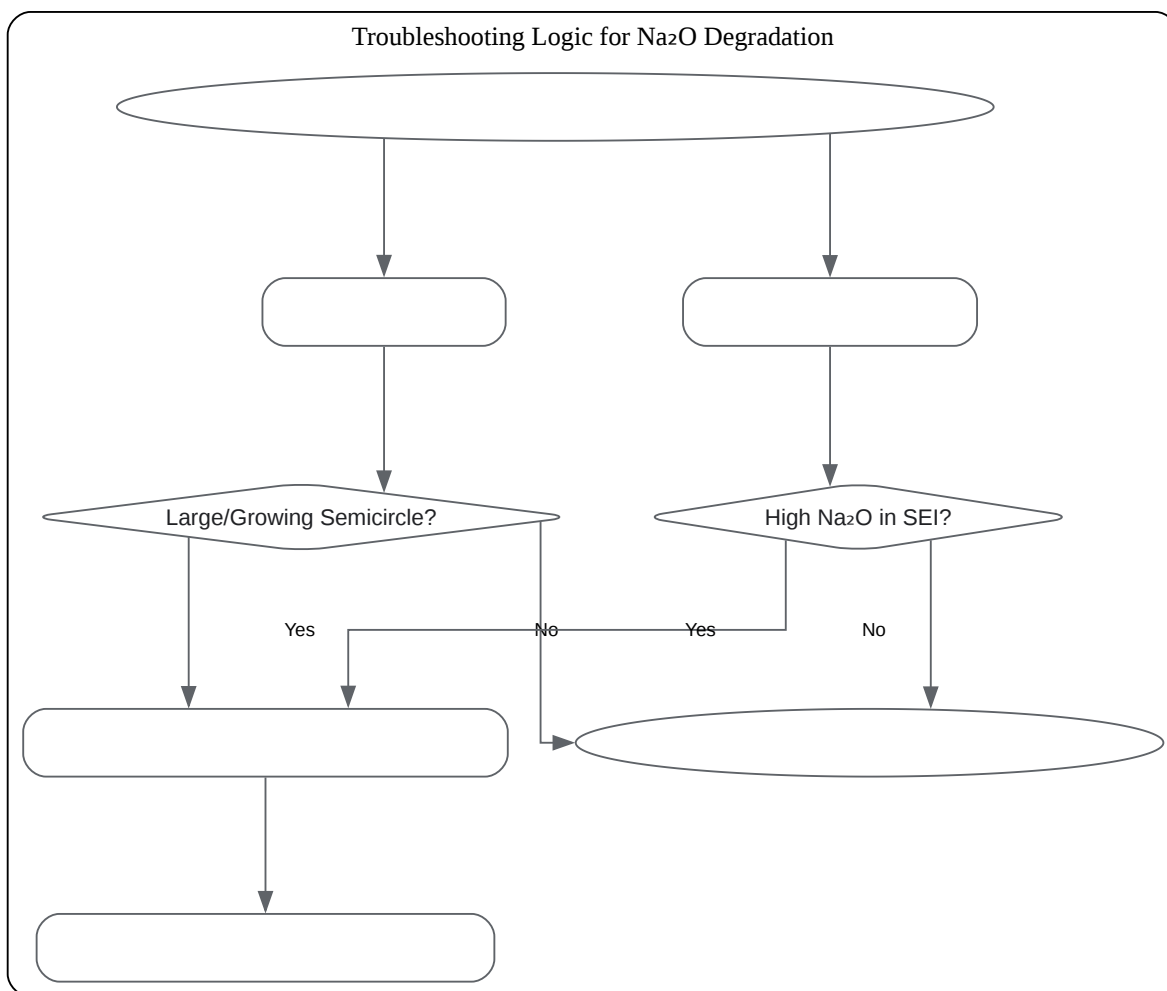 Troubleshooting Logic for Na₂O Degradation
Large/Growing Semicircle?
High Na₂O in SEI?
Yes
No
Yes
No